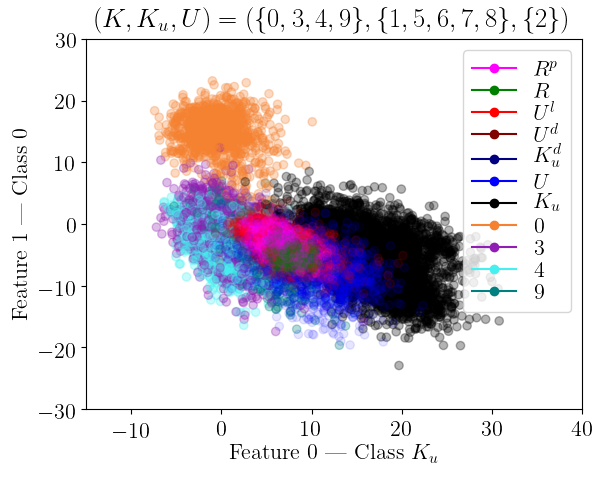 (K, K_u, U) = ({0, 3, 4, 9}, {1, 5, 6, 7, 8}, {2})
30
20
10
0
−10
−20
−30
Feature 1 — Class 0
R^p
R
U^l
U^d
K_u^d
U
K_u
0
3
4
9
−10
0
10
20
30
40
Feature 0 — Class K_u